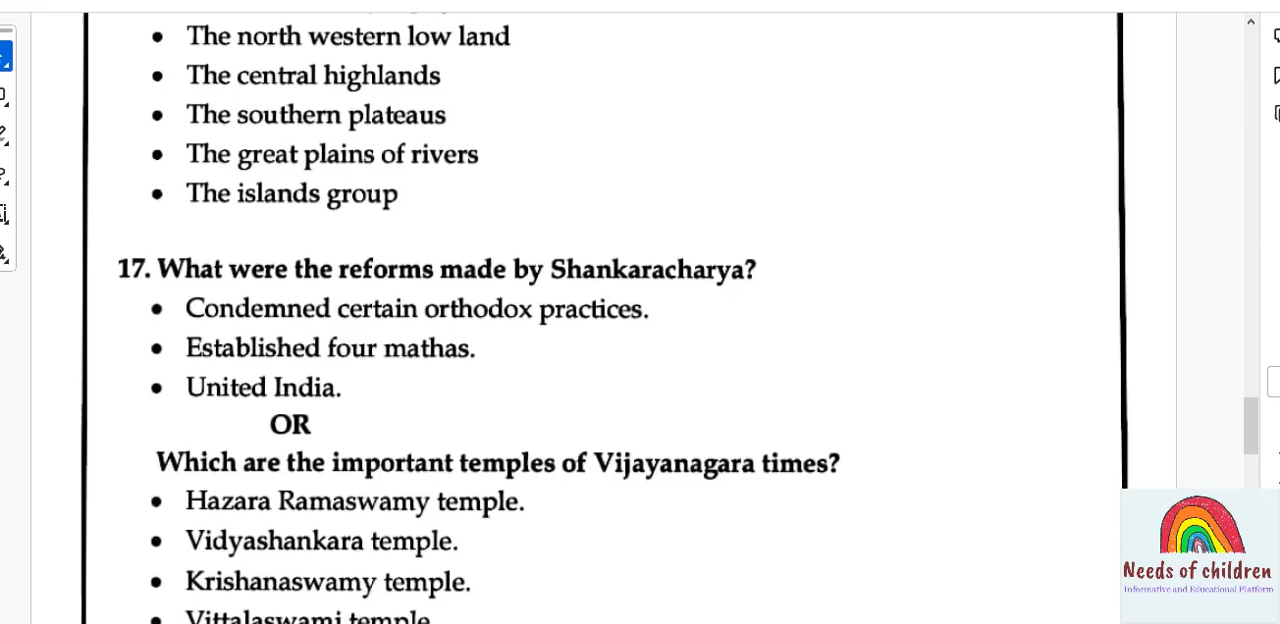 • The north western low land
• The central highlands
• The southern plateaus
• The great plains of rivers
• The islands group
17. What were the reforms made by Shankaracharya?
• Condemned certain orthodox practices.
• Established four mathas.
• United India.
OR
Which are the important temples of Vijayanagara times?
• Hazara Ramaswamy temple.
• Vidyashankara temple.
• Krishanaswamy temple.
• Vittalaswami temple
Needs of children
Informative and Educational Platform